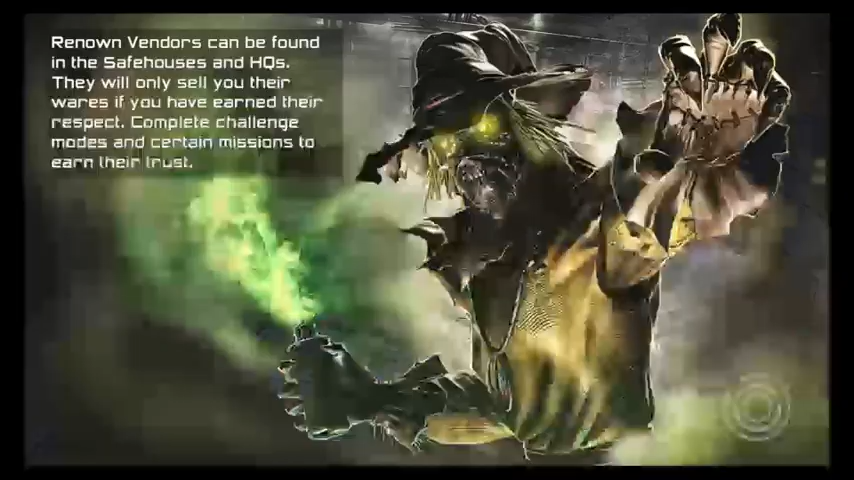 Renown Vendors can be found
in the Safehouses and HQs.
They will only sell you their
wares if you have earned their
respect. Complete challenge
modes and certain missions to
earn their trust.